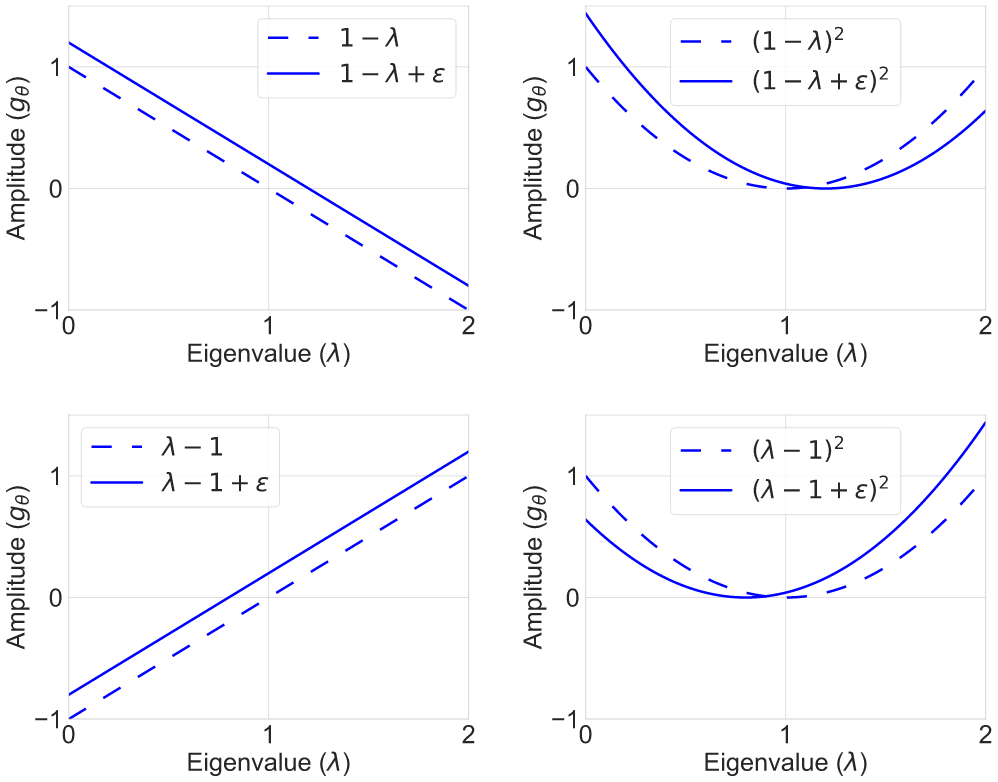 Amplitude (gθ)
1
0
−1
1 − λ
1 − λ + ε
0
1
2
Eigenvalue (λ)
Amplitude (gθ)
1
0
−1
(1 − λ)²
(1 − λ + ε)²
0
1
2
Eigenvalue (λ)
Amplitude (gθ)
1
0
−1
λ − 1
λ − 1 + ε
0
1
2
Eigenvalue (λ)
Amplitude (gθ)
1
0
−1
(λ − 1)²
(λ − 1 + ε)²
0
1
2
Eigenvalue (λ)